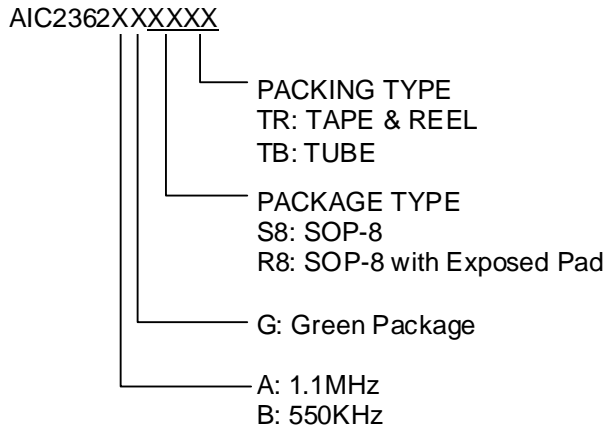 AIC2362XXXXXX
PACKING TYPE
TR: TAPE & REEL
TB: TUBE
PACKAGE TYPE
S8: SOP-8
R8: SOP-8 with Exposed Pad
G: Green Package
A: 1.1MHz
B: 550KHz